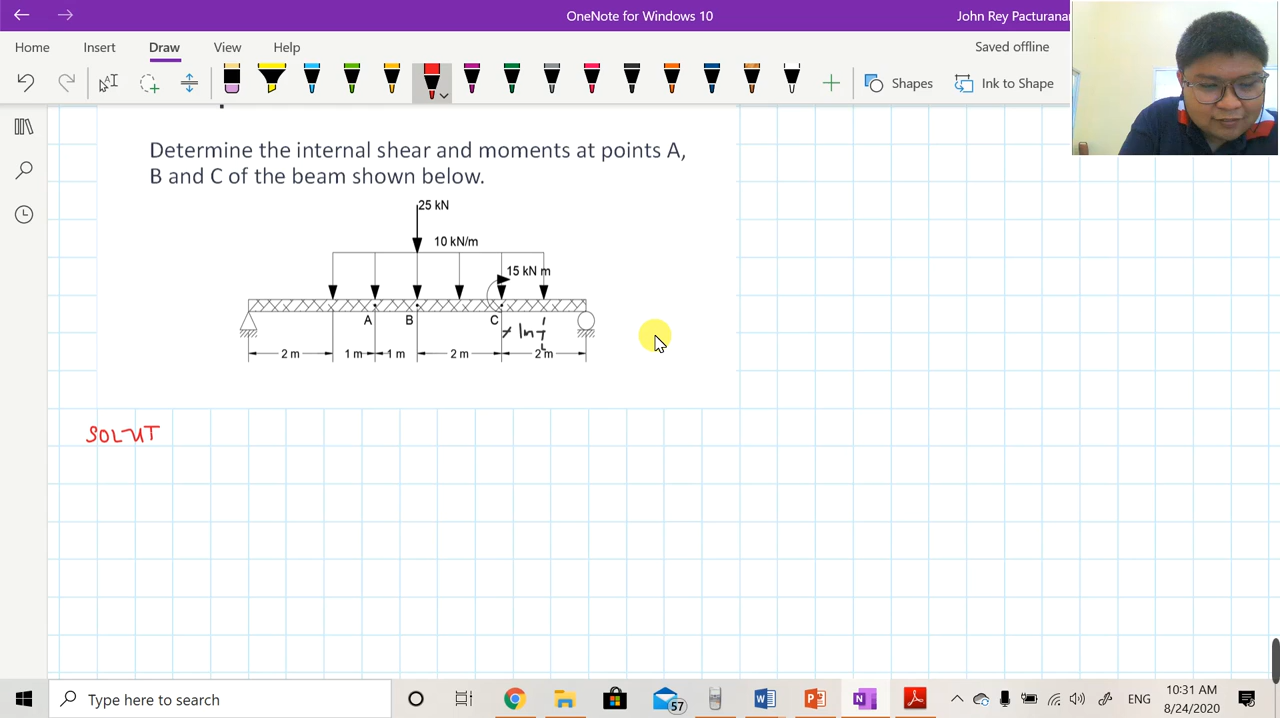 OneNote for Windows 10
John Rey Pacturanan
Home Insert Draw View Help
Saved offline
Shapes Ink to Shape
Determine the internal shear and moments at points A,
B and C of the beam shown below.
25 kN
10 kN/m
15 kN m
A B C
2 m 1 m 1 m 2 m 2 m
SOLUT
Type here to search
57
ENG
10:31 AM
8/24/2020